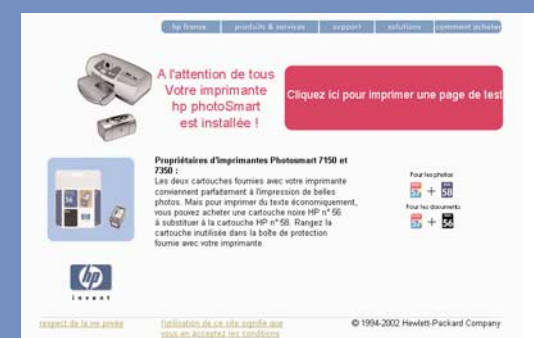 hp france produits & services support solutions comment acheter
A l'attention de tous
Votre imprimante
hp photoSmart
est installée !
Cliquez ici pour imprimer une page de test
Propriétaires d'imprimantes Photosmart 7150 et
7350 :
Les deux cartouches fournies avec votre imprimante
conviennent parfaitement à l'impression de belles
photos. Mais pour imprimer du texte économiquement,
vous pouvez acheter une cartouche noire HP n° 56
à substituer à la cartouche HP n° 58. Rangez la
cartouche inutilisée dans la boîte de protection
fournie avec votre imprimante.
Pour les photos
57 + 58
Pour les documents
57 + 56
56
hp
invent
respect de la vie privée
l'utilisation de ce site signifie que
vous en acceptez les conditions
© 1994-2002 Hewlett-Packard Company